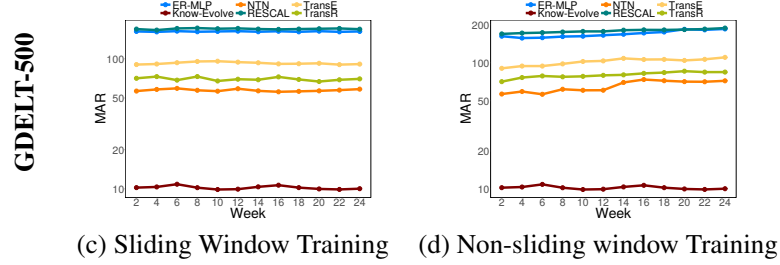 GDELT-500
ER-MLP NTN TransE
Know-Evolve RESCAL TransR
MAR
100
50
20
10
2 4 6 8 10 12 14 16 18 20 22 24
Week
(c) Sliding Window Training
ER-MLP NTN TransE
Know-Evolve RESCAL TransR
MAR
200
100
50
20
10
2 4 6 8 10 12 14 16 18 20 22 24
Week
(d) Non-sliding window Training